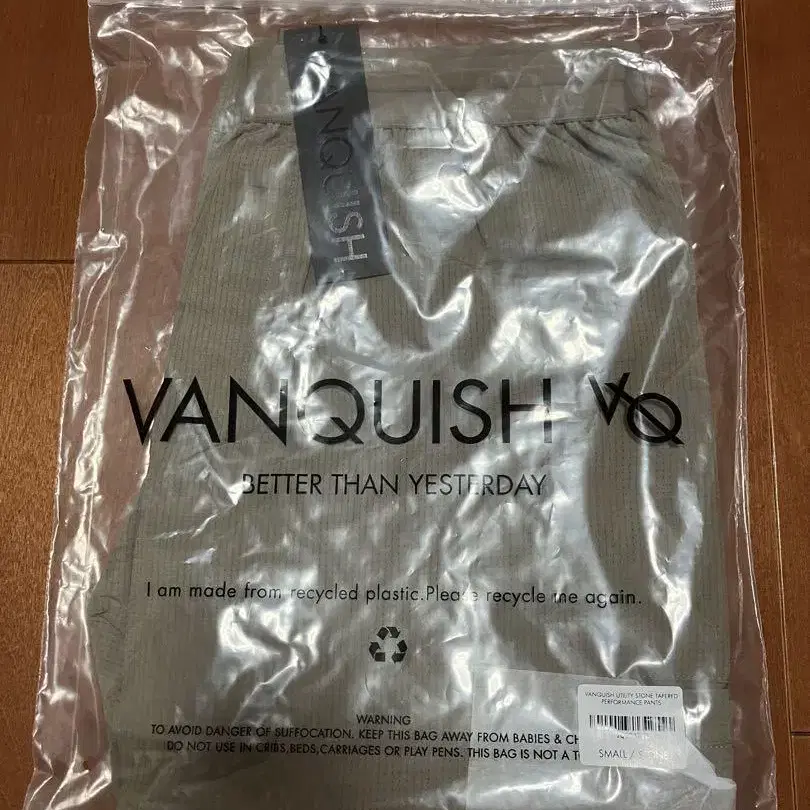 VANQUISH
VANQUISH VQ
BETTER THAN YESTERDAY
I am made from recycled plastic.Please recycle me again.
WARNING
TO AVOID DANGER OF SUFFOCATION. KEEP THIS BAG AWAY FROM BABIES & CH
DO NOT USE IN CRIBS,BEDS,CARRIAGES OR PLAY PENS. THIS BAG IS NOT A TO
VANQUISH UTILITY STONE TAPERED
PERFORMANCE PANTS
SMALL / STONE